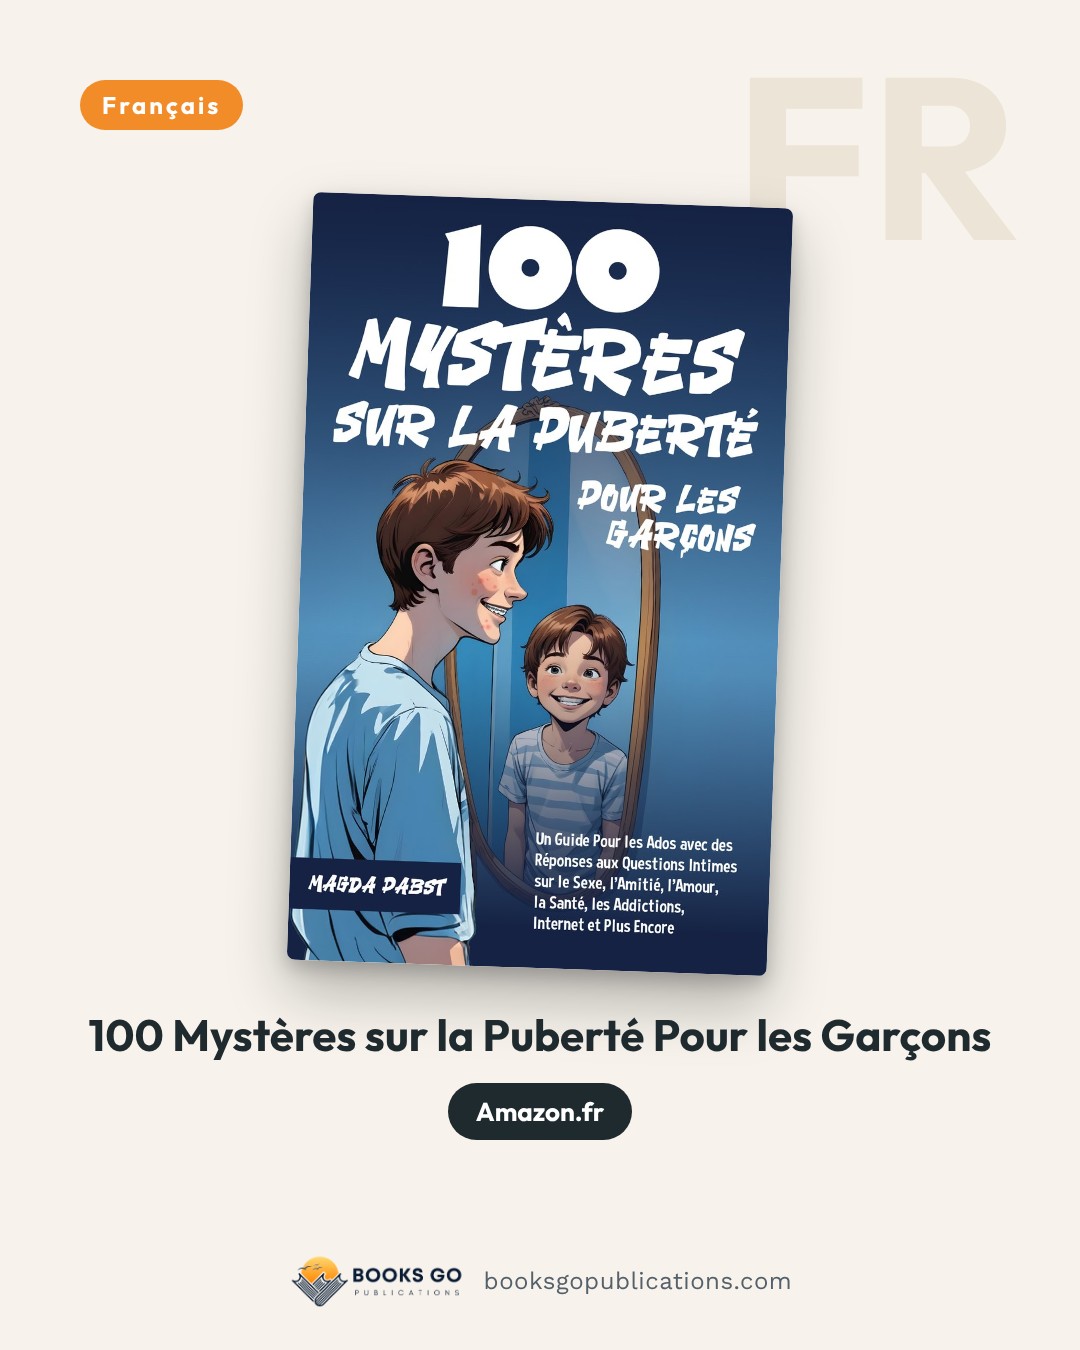 Français
FR
100
MYSTÊRES
SUR LA PUBERTÉ
POUR LES
GARÇONS
Un Guide Pour les Ados avec des
Réponses aux Questions Intimes
sur le Sexe, l'Amitié, l'Amour,
la Santé, les Addictions,
Internet et Plus Encore
MAGDA PABST
100 Mystères sur la Puberté Pour les Garçons
Amazon.fr
BOOKS GO
PUBLICATIONS
booksgopublications.com